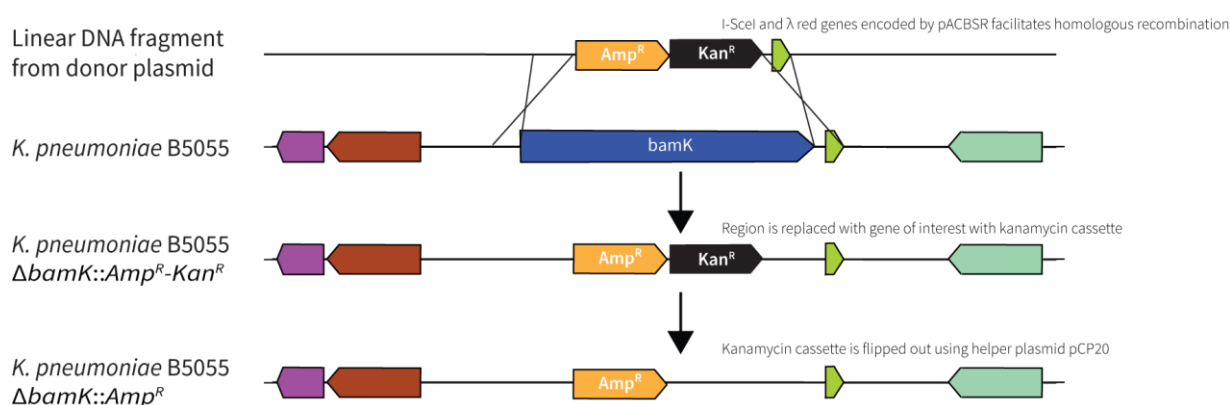 I-SceI and λ red genes encoded by pACBSR facilitates homologous recombination
Linear DNA fragment
from donor plasmid
Ampᴿ
Kanᴿ
K. pneumoniae B5055
bamK
Region is replaced with gene of interest with kanamycin cassette
K. pneumoniae B5055
ΔbamK::Ampᴿ-Kanᴿ
Ampᴿ
Kanᴿ
Kanamycin cassette is flipped out using helper plasmid pCP20
K. pneumoniae B5055
ΔbamK::Ampᴿ
Ampᴿ